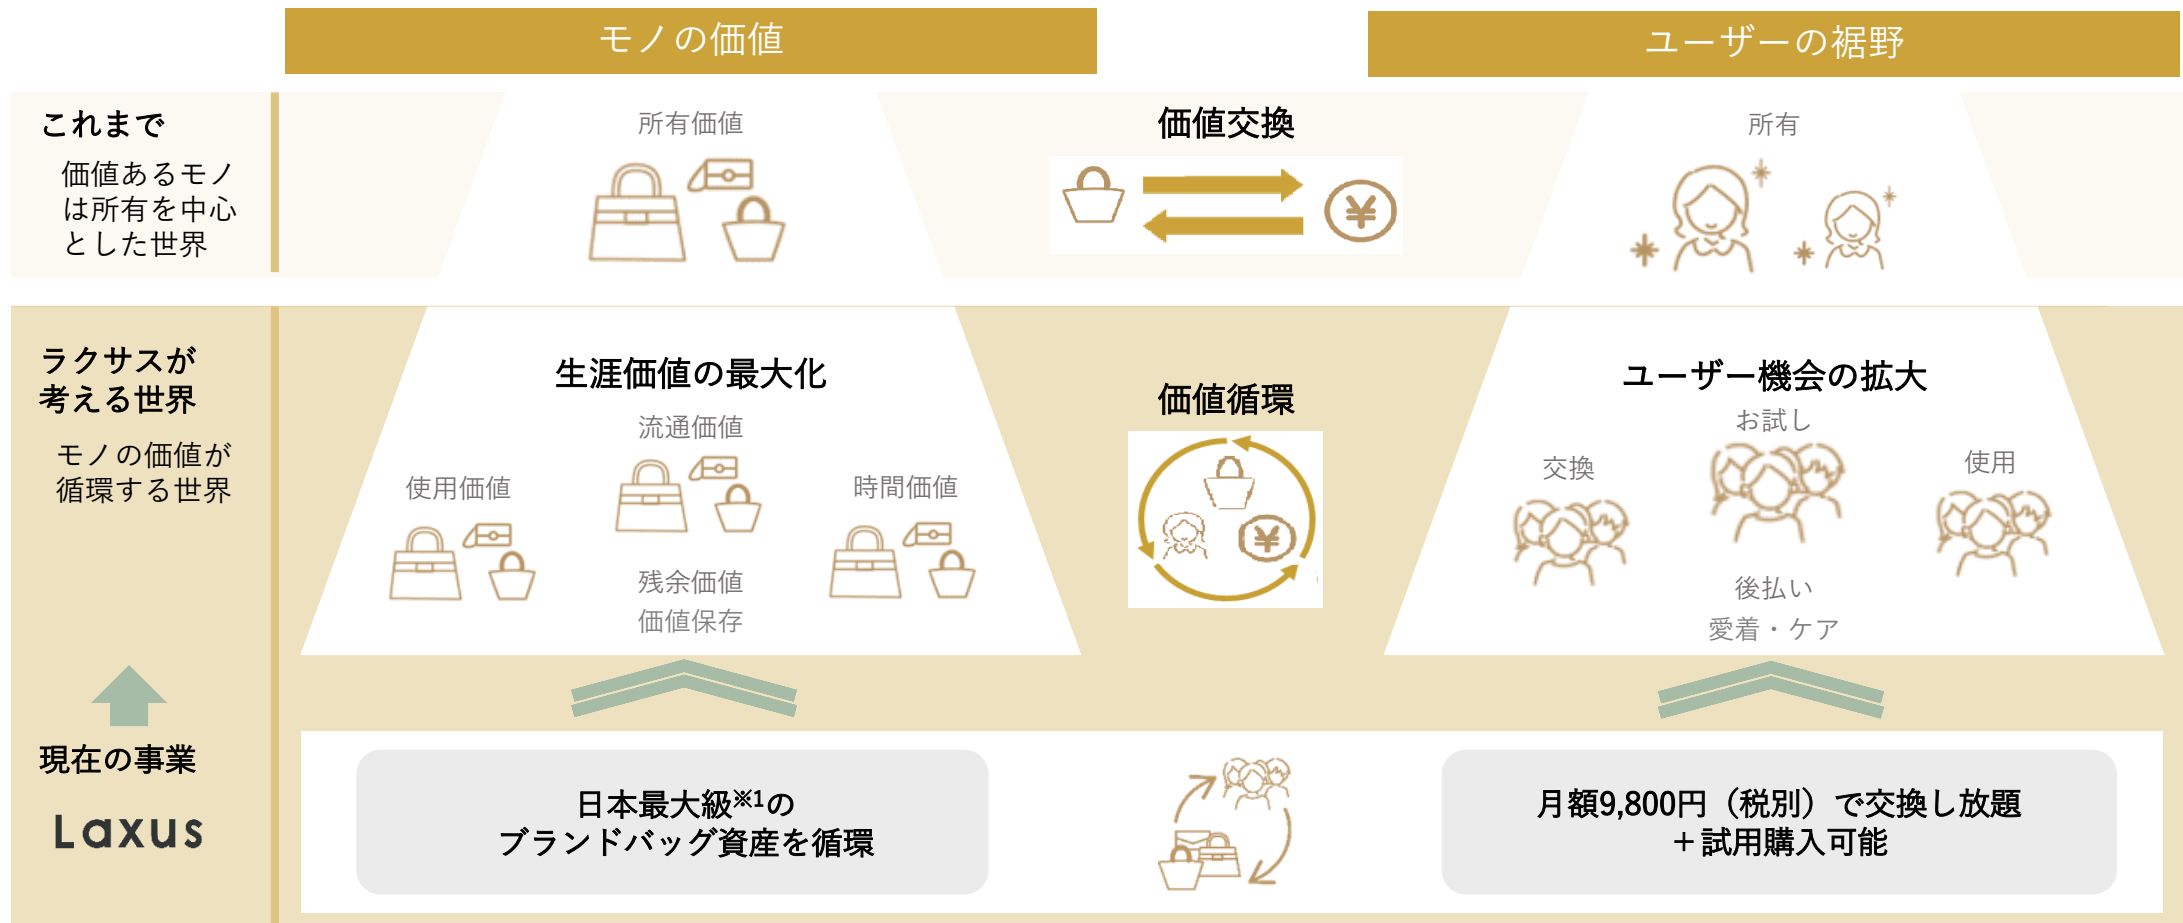 モノの価値
ユーザーの裾野
これまで
価値あるモノ
は所有を中心
とした世界
所有価値
価値交換
¥
所有
ラクサスが
考える世界
モノの価値が
循環する世界
生涯価値の最大化
流通価値
使用価値
時間価値
残余価値
価値保存
価値循環
¥
ユーザー機会の拡大
お試し
交換
使用
後払い
愛着・ケア
現在の事業
Laxus
日本最大級※1の
ブランドバッグ資産を循環
月額9,800円（税別）で交換し放題
＋試用購入可能